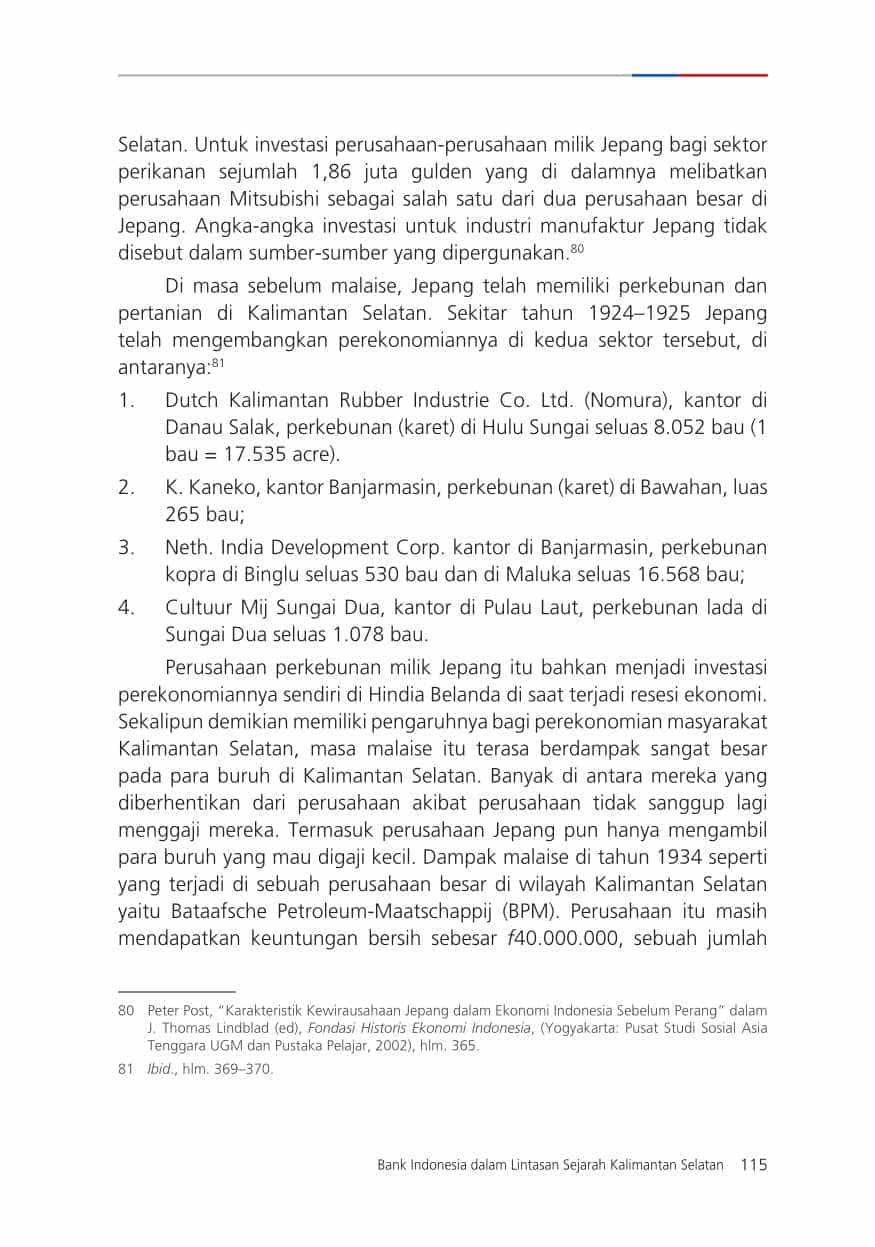 Selatan. Untuk investasi perusahaan-perusahaan milik Jepang bagi sektor
perikanan sejumlah 1,86 juta gulden yang di dalamnya melibatkan
perusahaan Mitsubishi sebagai salah satu dari dua perusahaan besar di
Jepang. Angka-angka investasi untuk industri manufaktur Jepang tidak
disebut dalam sumber-sumber yang dipergunakan.80
Di masa sebelum malaise, Jepang telah memiliki perkebunan dan
pertanian di Kalimantan Selatan. Sekitar tahun 1924–1925 Jepang
telah mengembangkan perekonomiannya di kedua sektor tersebut, di
antaranya:81
1. Dutch Kalimantan Rubber Industrie Co. Ltd. (Nomura), kantor di
Danau Salak, perkebunan (karet) di Hulu Sungai seluas 8.052 bau (1
bau = 17.535 acre).
2. K. Kaneko, kantor Banjarmasin, perkebunan (karet) di Bawahan, luas
265 bau;
3. Neth. India Development Corp. kantor di Banjarmasin, perkebunan
kopra di Binglu seluas 530 bau dan di Maluka seluas 16.568 bau;
4. Cultuur Mij Sungai Dua, kantor di Pulau Laut, perkebunan lada di
Sungai Dua seluas 1.078 bau.
Perusahaan perkebunan milik Jepang itu bahkan menjadi investasi
perekonomiannya sendiri di Hindia Belanda di saat terjadi resesi ekonomi.
Sekalipun demikian memiliki pengaruhnya bagi perekonomian masyarakat
Kalimantan Selatan, masa malaise itu terasa berdampak sangat besar
pada para buruh di Kalimantan Selatan. Banyak di antara mereka yang
diberhentikan dari perusahaan akibat perusahaan tidak sanggup lagi
menggaji mereka. Termasuk perusahaan Jepang pun hanya mengambil
para buruh yang mau digaji kecil. Dampak malaise di tahun 1934 seperti
yang terjadi di sebuah perusahaan besar di wilayah Kalimantan Selatan
yaitu Bataafsche Petroleum-Maatschappij (BPM). Perusahaan itu masih
mendapatkan keuntungan bersih sebesar f40.000.000, sebuah jumlah
80 Peter Post, “Karakteristik Kewirausahaan Jepang dalam Ekonomi Indonesia Sebelum Perang” dalam
J. Thomas Lindblad (ed), Fondasi Historis Ekonomi Indonesia, (Yogyakarta: Pusat Studi Sosial Asia
Tenggara UGM dan Pustaka Pelajar, 2002), hlm. 365.
81 Ibid., hlm. 369–370.
Bank Indonesia dalam Lintasan Sejarah Kalimantan Selatan 115